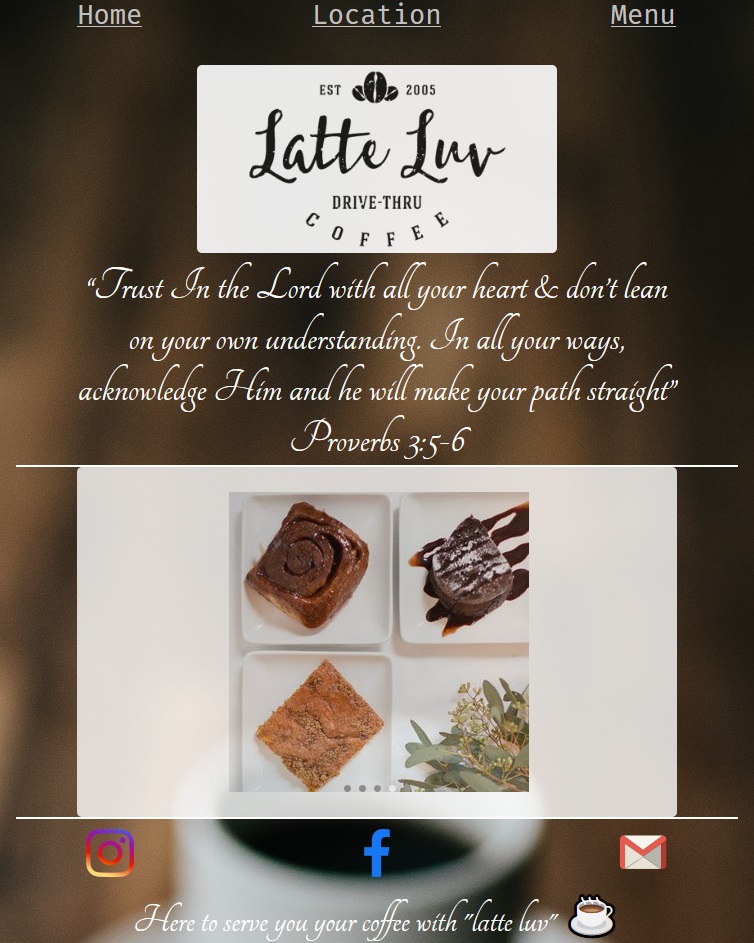 Home Location Menu
EST 2005
Latte Luv
DRIVE-THRU
COFFEE
“Trust In the Lord with all your heart & don't lean
on your own understanding. In all your ways,
acknowledge Him and he will make your path straight”
Proverbs 3:5-6
Here to serve you your coffee with "latte luv"